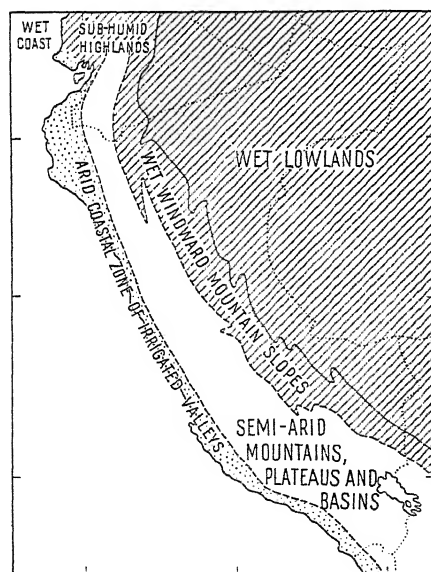 WET
COAST
SUB-HUMID
HIGHLANDS
WET LOWLANDS
WET WINDWARD MOUNTAIN SLOPES
ARID COASTAL ZONE OF IRRIGATED VALLEYS
SEMI-ARID
MOUNTAINS,
PLATEAUS AND
BASINS